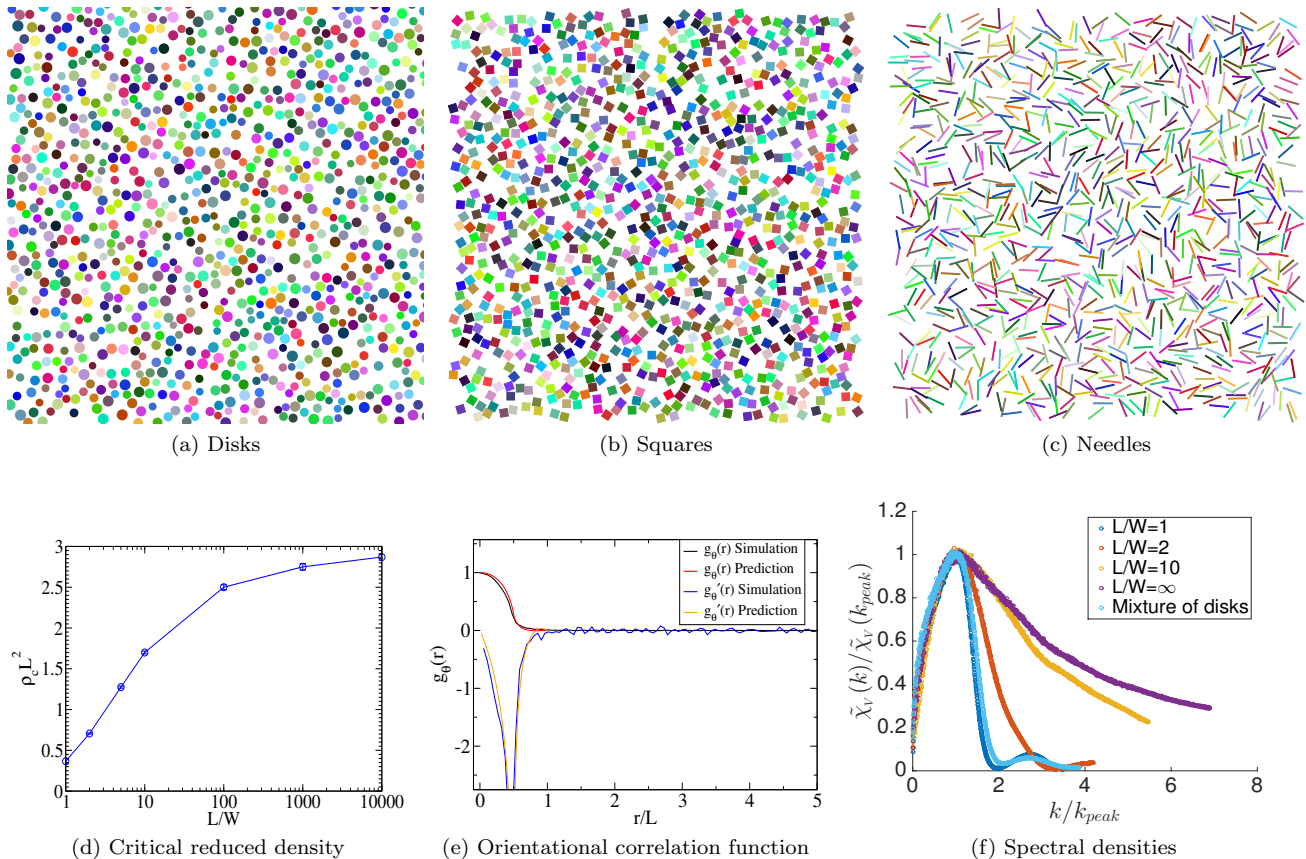 (a) Disks
(b) Squares
(c) Needles
3
2.5
2
1.5
1
0.5
0
1
10
100
1000
10000
ρ_c L²
L/W
(d) Critical reduced density
1
0
-1
-2
0
1
2
3
4
5
g_θ(r)
r/L
g_θ(r) Simulation
g_θ(r) Prediction
g_θ'(r) Simulation
g_θ'(r) Prediction
(e) Orientational correlation function
1.2
1
0.8
0.6
0.4
0.2
0
0
2
4
6
8
χ̃_V(k)/χ̃_V(k_peak)
k/k_peak
L/W=1
L/W=2
L/W=10
L/W=∞
Mixture of disks
(f) Spectral densities